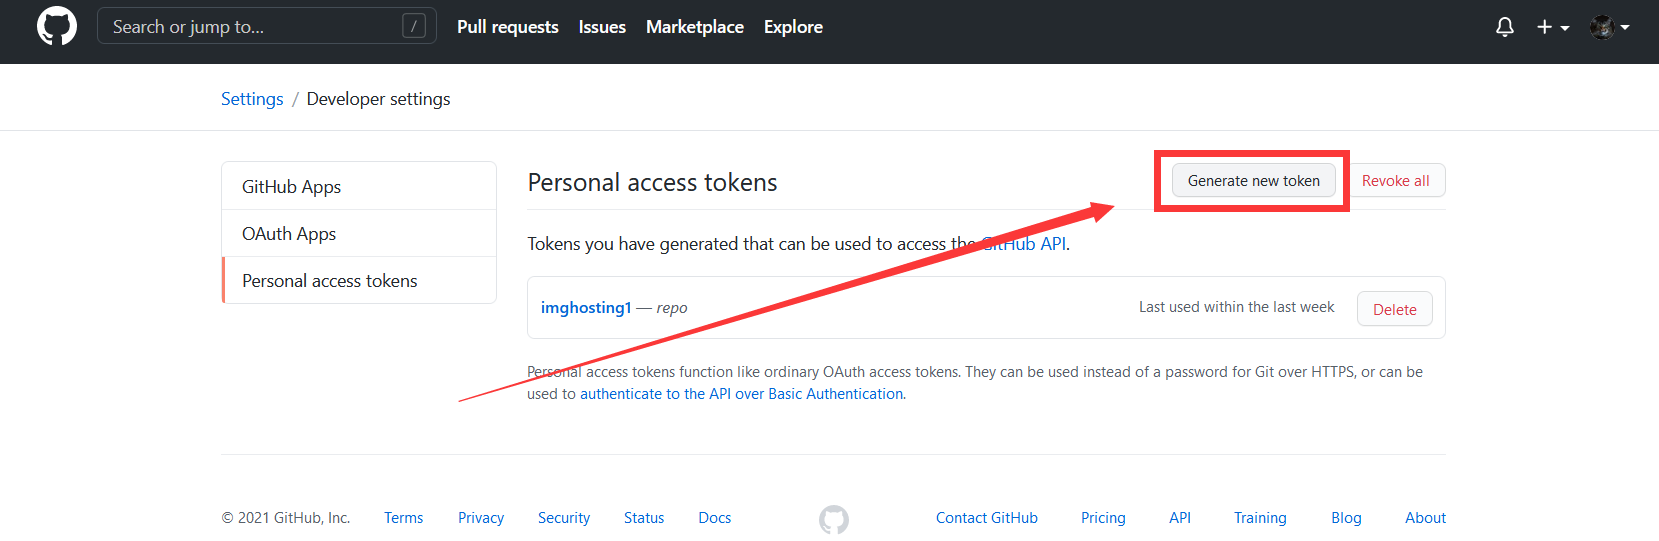 Search or jump to... / Pull requests Issues Marketplace Explore
Settings / Developer settings
GitHub Apps
OAuth Apps
Personal access tokens
Personal access tokens Generate new token Revoke all
Tokens you have generated that can be used to access the GitHub API.
imghosting1 — repo Last used within the last week Delete
Personal access tokens function like ordinary OAuth access tokens. They can be used instead of a password for Git over HTTPS, or can be
used to authenticate to the API over Basic Authentication.
© 2021 GitHub, Inc. Terms Privacy Security Status Docs Contact GitHub Pricing API Training Blog About